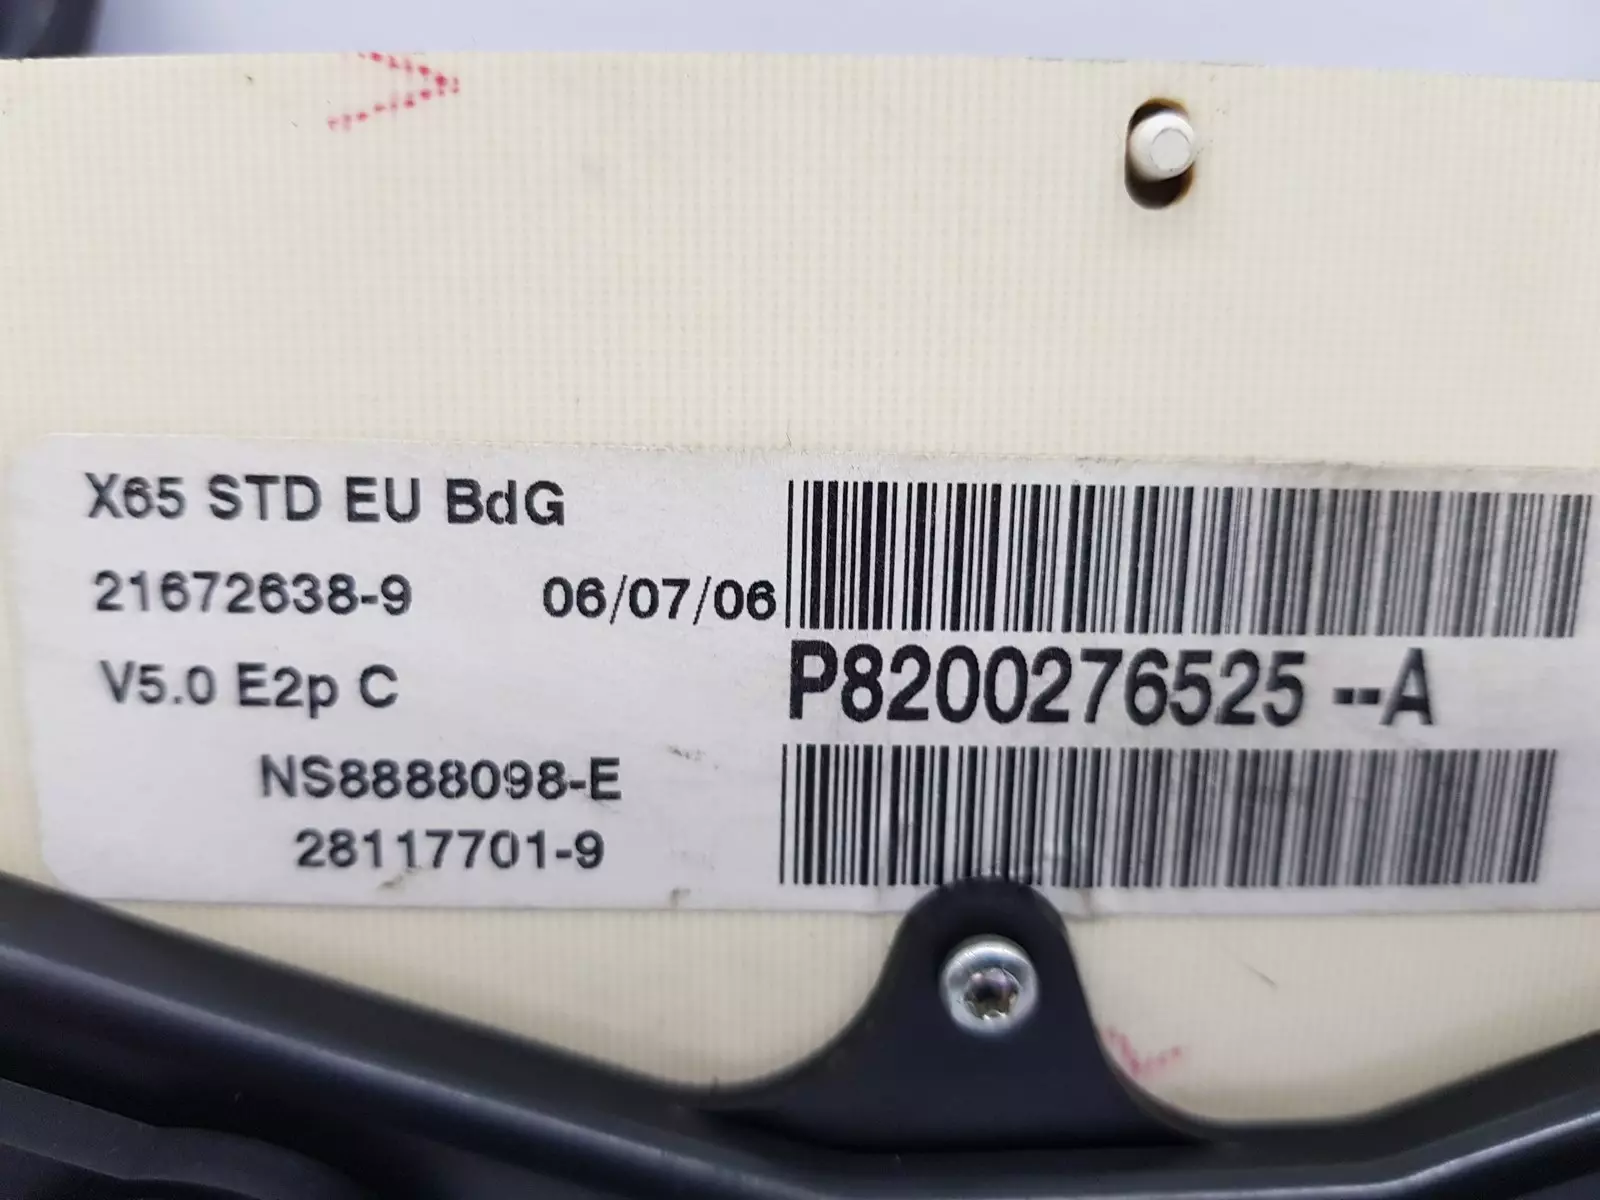 X65 STD EU BdG
21672638-9 06/07/06
V5.0 E2p C
P8200276525 --A
NS8888098-E
28117701-9